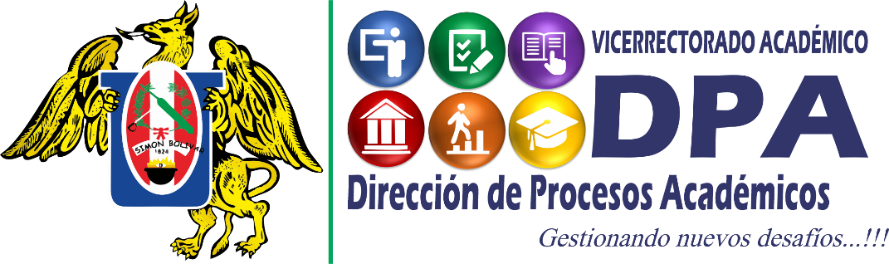 SIMON BOLIVAR
1824
VICERRECTORADO ACADÉMICO
DPA
Dirección de Procesos Académicos
Gestionando nuevos desafíos...!!!